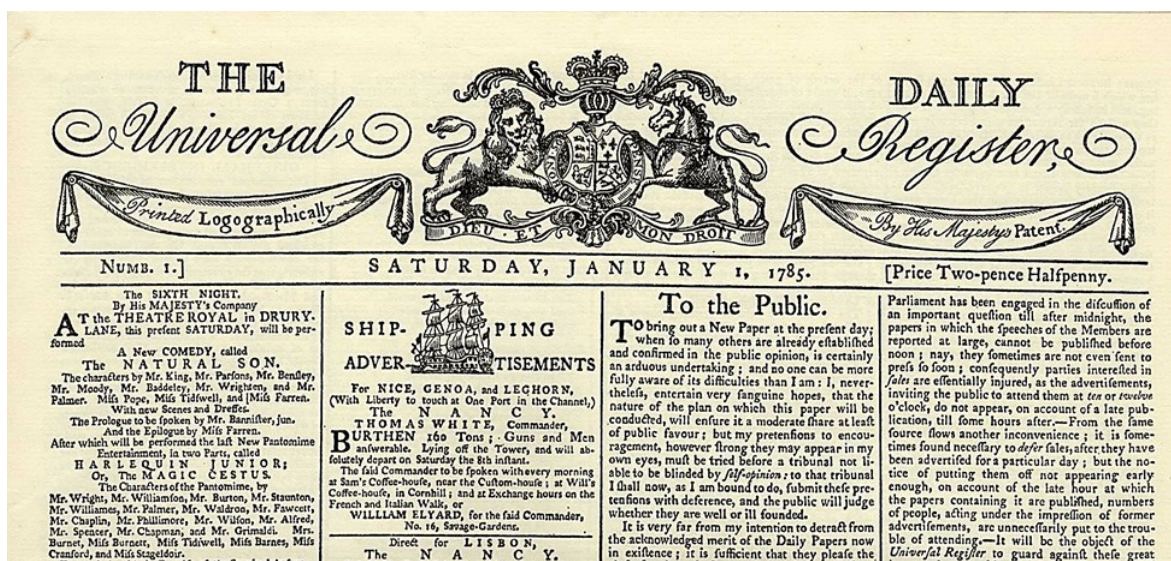 THE
Universal
DAILY
Register,
Printed Logographically
DIEU · ET MON DROIT
By His Majestys Patent.
NUMB. 1.]
SATURDAY, JANUARY 1, 1785.
[Price Two-pence Halfpenny.
The SIXTH NIGHT.
By His MAJESTY's Company
AT the THEATRE ROYAL in DRURY-
LANE, this preſent SATURDAY, will be per-
formed
A New COMEDY, called
The NATURAL SON.
The characters by Mr. King, Mr. Parſons, Mr. Benſley,
Mr. Moody, Mr. Baddeley, Mr. Wrighten, and Mr.
Palmer. Miſs Pope, Miſs Tidſwell, and [Miſs Farren.
With new Scenes and Dreſſes.
The Prologue to be ſpoken by Mr. Banniſter, Jun.
And the Epilogue by Miſs Farren.
After which will be performed the laſt New Pantomime
Entertainment, in two Parts, called
HARLEQUIN JUNIOR;
Or, The MAGIC CESTUS.
The Characters of the Pantomime, by
Mr. Wright, Mr. Williamſon, Mr. Burton, Mr. Staunton,
Mr. Williames, Mr. Palmer, Mr. Waldron, Mr. Fawcett,
Mr. Chaplin, Mr. Phillimore, Mr. Wilſon, Mr. Alfred,
Mr. Spencer, Mr. Chapman, and Mr. Grimaldi. Mrs.
Burnet, Miſs Burnett, Miſs Tidſwell, Miſs Barnes, Miſs
Cranford, and Miſs Stageldoir.
SHIP- PING
ADVER- TISEMENTS
For NICE, GENOA, and LEGHORN,
(With Liberty to touch at One Port in the Channel,)
The NANCY.
THOMAS WHITE, Commander,
BURTHEN 160 Tons; Guns and Men
anſwerable. Lying off the Tower, and will ab-
ſolutely depart on Saturday the 8th inſtant.
The ſaid Commander to be ſpoken with every morning
at Sam's Coffee-houſe, near the Cuſtom-houſe; at Will's
Coffee-houſe, in Cornhill; and at Exchange hours on the
French and Italian Walk, or
WILLIAM ELYARD, for the ſaid Commander,
No. 16, Savage-Gardens.
Direct for LISBON,
The NANCY,
To the Public.
TO bring out a New Paper at the preſent day;
when ſo many others are already eſtabliſhed
and confirmed in the public opinion, is certainly
an arduous undertaking; and no one can be more
fully aware of its difficulties than I am: I, never-
theleſs, entertain very ſanguine hopes, that the
nature of the plan on which this paper will be
conducted, will enſure it a moderate ſhare at leaſt
of public favour; but my pretenſions to encou-
ragement, however ſtrong they may appear in my
own eyes, muſt be tried before a tribunal not li-
able to be blinded by ſelf-opinion: to that tribunal
I ſhall now, as I am bound to do, ſubmit theſe pre-
tenſions with deference, and the public will judge
whether they are well or ill founded.
It is very far from my intention to detract from
the acknowledged merit of the Daily Papers now
in exiſtence; it is ſufficient that they pleaſe the
Parliament has been engaged in the diſcuſſion of
an important queſtion till after midnight, the
papers in which the ſpeeches of the Members are
reported at large, cannot be publiſhed before
noon; nay, they ſometimes are not even ſent to
preſs ſo ſoon; conſequently parties intereſted in
ſales are eſſentially injured, as the advertiſements,
inviting the public to attend them at ten or twelve
o'clock, do not appear, on account of a late pub-
lication, till ſome hours after.—From the ſame
ſource flows another inconvenience; it is ſome-
times found neceſſary to defer ſales, after they have
been advertiſed for a particular day; but the no-
tice of putting them off not appearing early
enough, on account of the late hour at which
the papers containing it are publiſhed, numbers
of people, acting under the impreſſion of former
advertiſements, are unneceſſarily put to the trou-
ble of attending.—It will be the object of the
Univerſal Regiſter to guard againſt theſe great